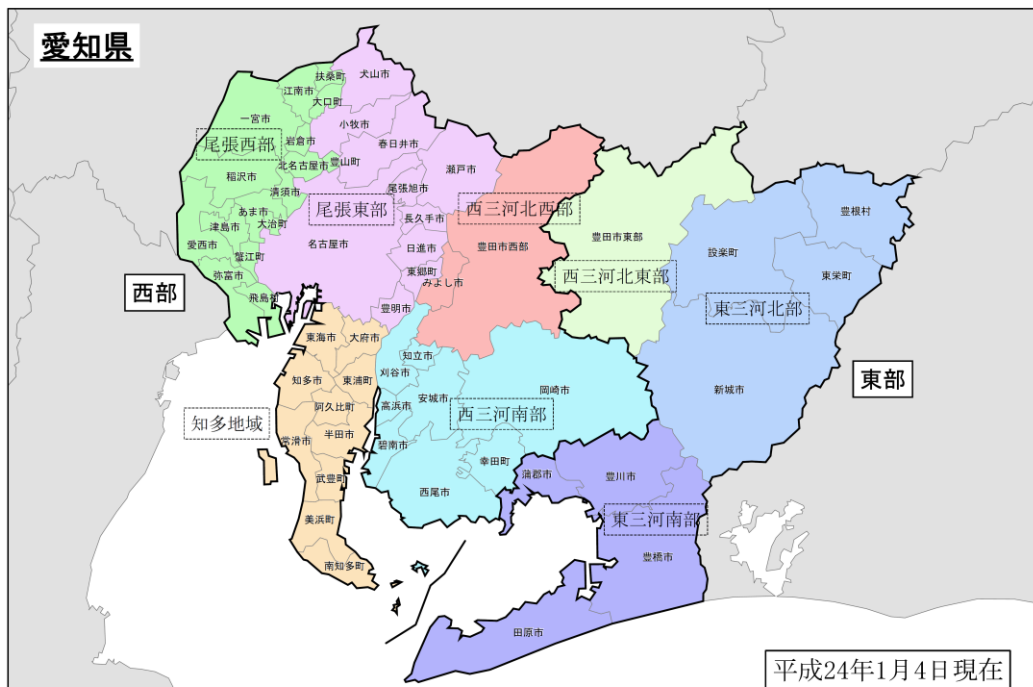 愛知県
犬山市
扶桑町
江南市
大口町
一宮市
小牧市
尾張西部
岩倉市
春日井市
北名古屋市
豊山町
瀬戸市
稲沢市
清須市
尾張旭市
尾張東部
西三河北西部
豊根村
あま市
長久手市
津島市
大治町
豊田市西部
豊田市東部
愛西市
名古屋市
日進市
設楽町
蟹江町
弥富市
東郷町
みよし市
西三河北東部
東栄町
西部
飛島村
豊明市
東三河北部
東海市
大府市
知立市
刈谷市
知多市
東浦町
岡崎市
新城市
東部
安城市
高浜市
阿久比町
知多地域
西三河南部
半田市
常滑市
碧南市
幸田町
蒲郡市
豊川市
武豊町
西尾市
美浜町
東三河南部
豊橋市
南知多町
田原市
平成24年1月4日現在